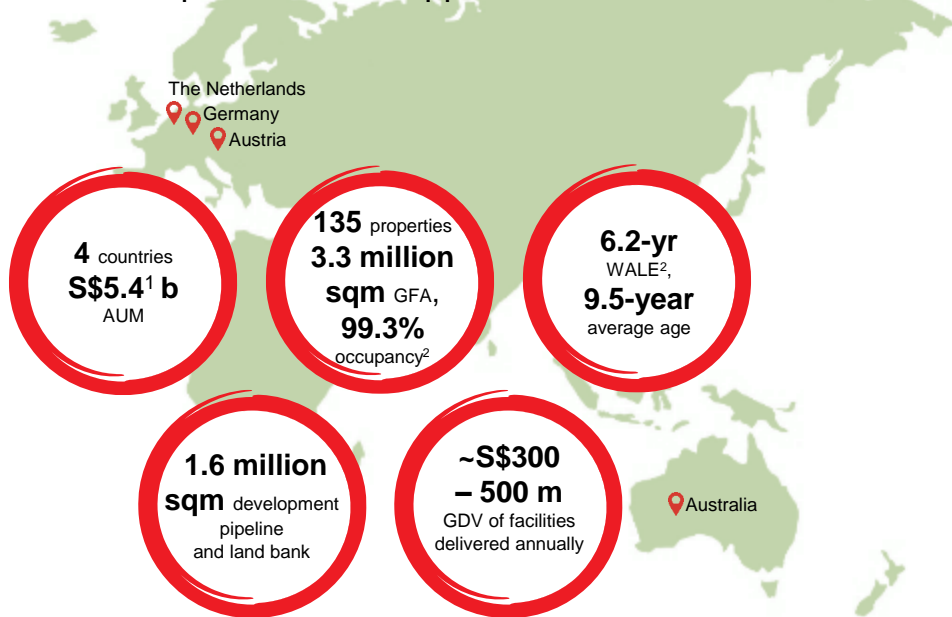 The Netherlands
Germany
Austria
4 countries
S$5.4¹ b
AUM
135 properties
3.3 million
sqm GFA,
99.3%
occupancy²
6.2-yr
WALE²,
9.5-year
average age
1.6 million
sqm development
pipeline
and land bank
~S$300
– 500 m
GDV of facilities
delivered annually
Australia